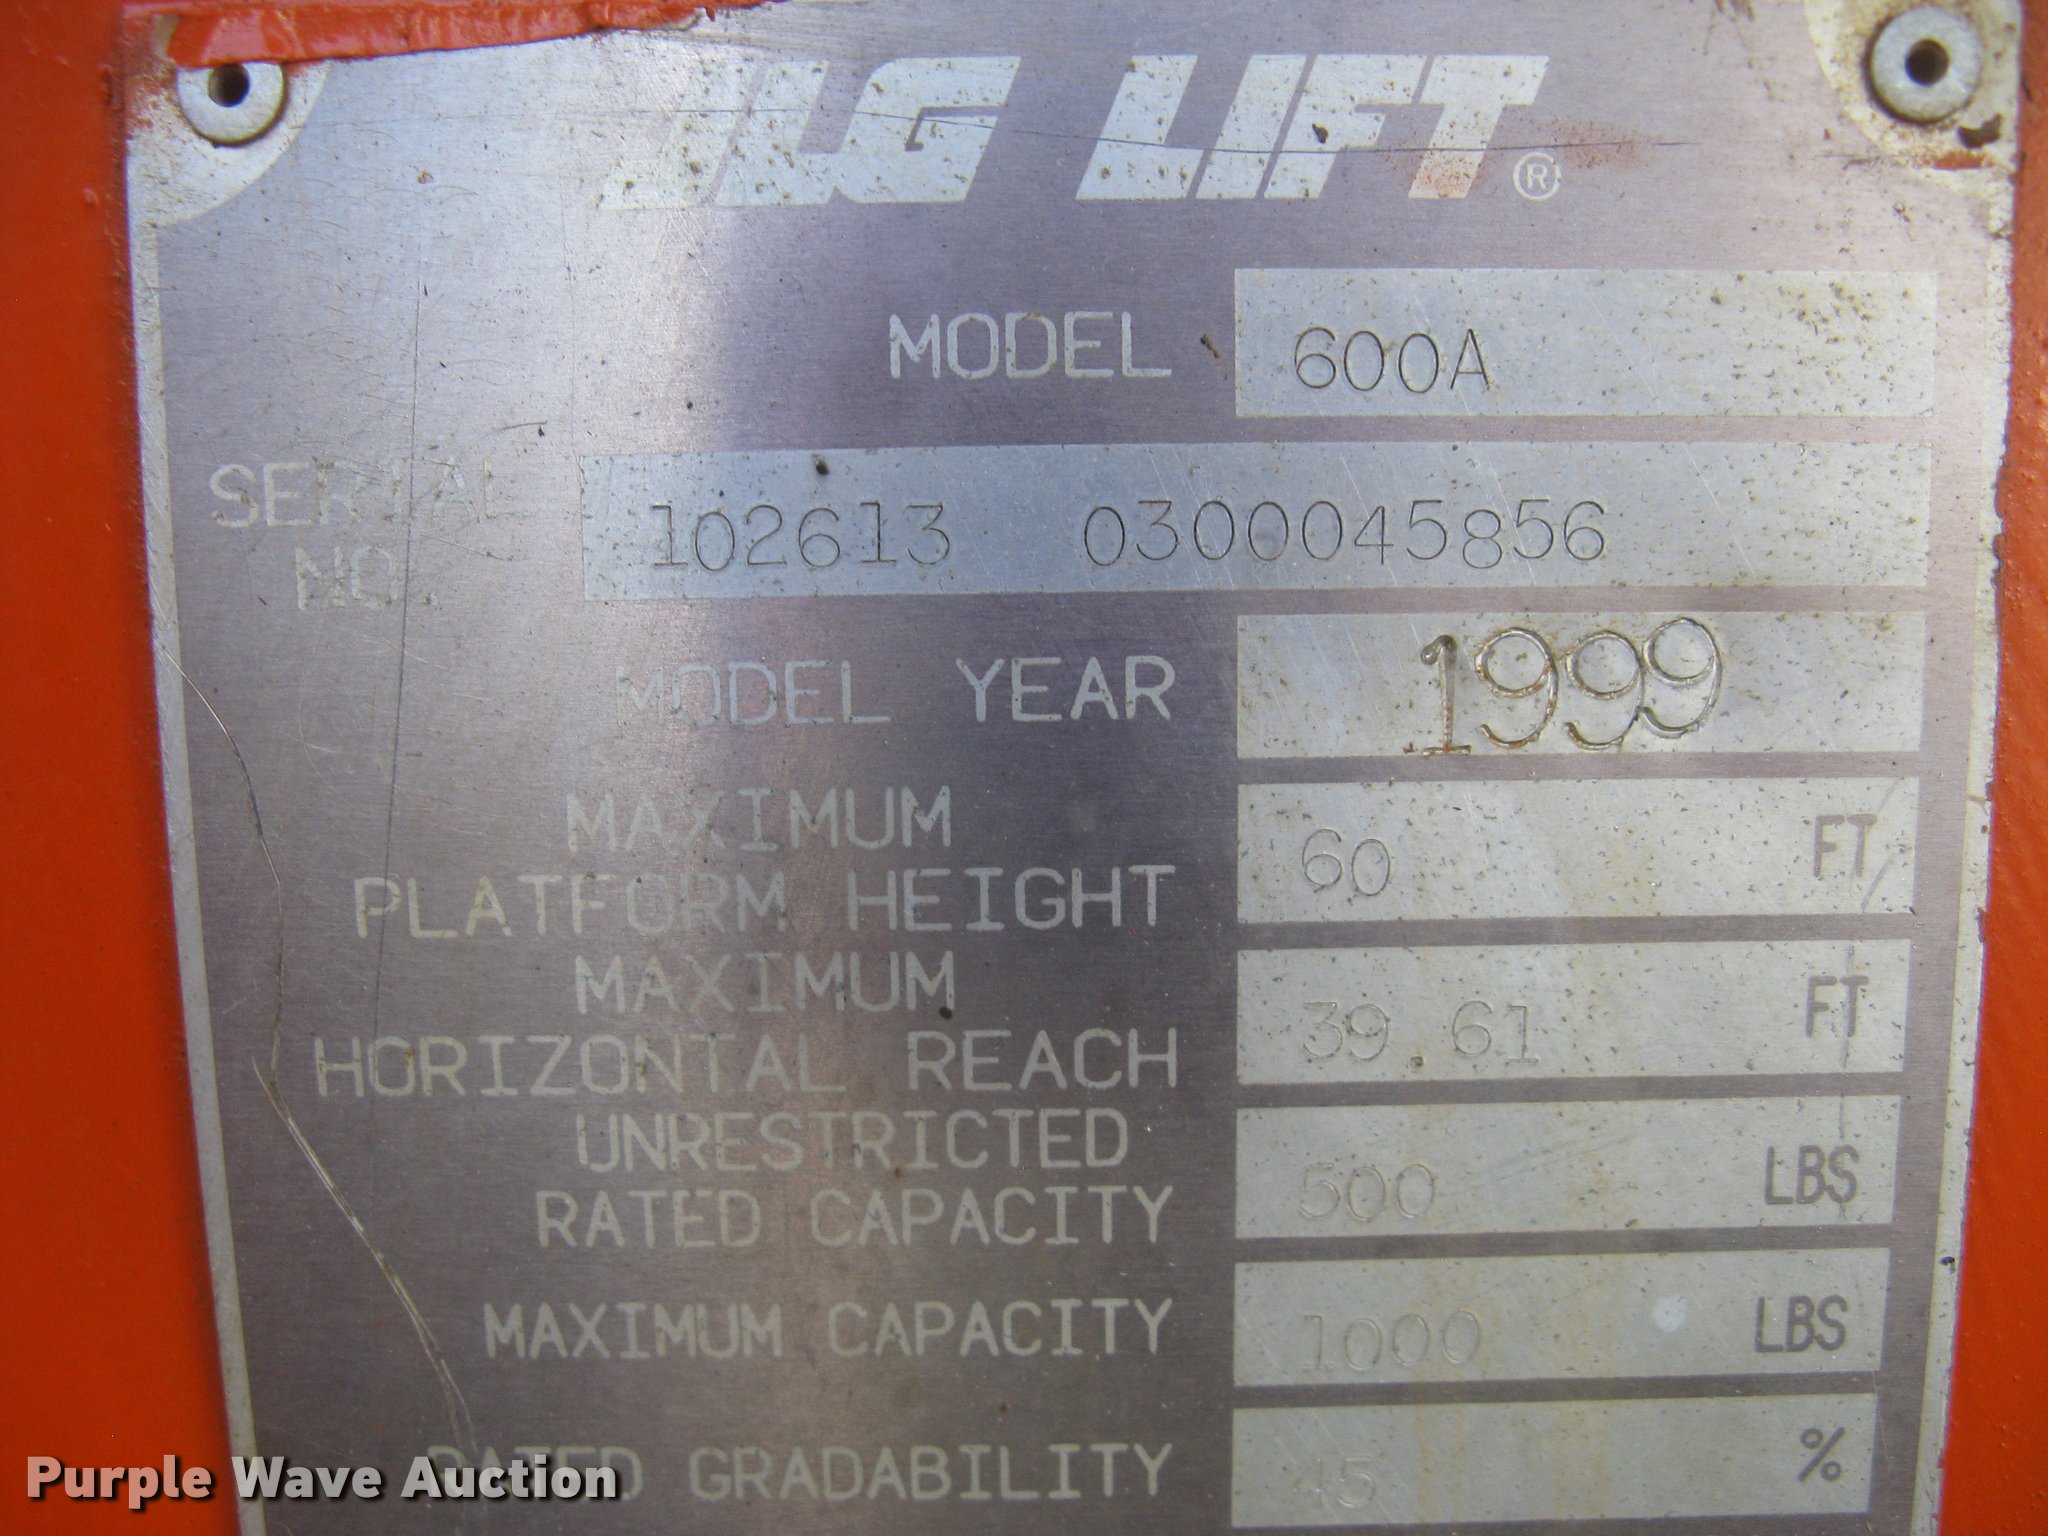 JLG LIFT®
MODEL 600A
SERIAL NO. 102613 0300045856
MODEL YEAR 1999
MAXIMUM
PLATFORM HEIGHT 60 FT
MAXIMUM
HORIZONTAL REACH 39.61 FT
UNRESTRICTED
RATED CAPACITY 500 LBS
MAXIMUM CAPACITY 1000 LBS
RATED GRADABILITY 45 %
Purple Wave Auction